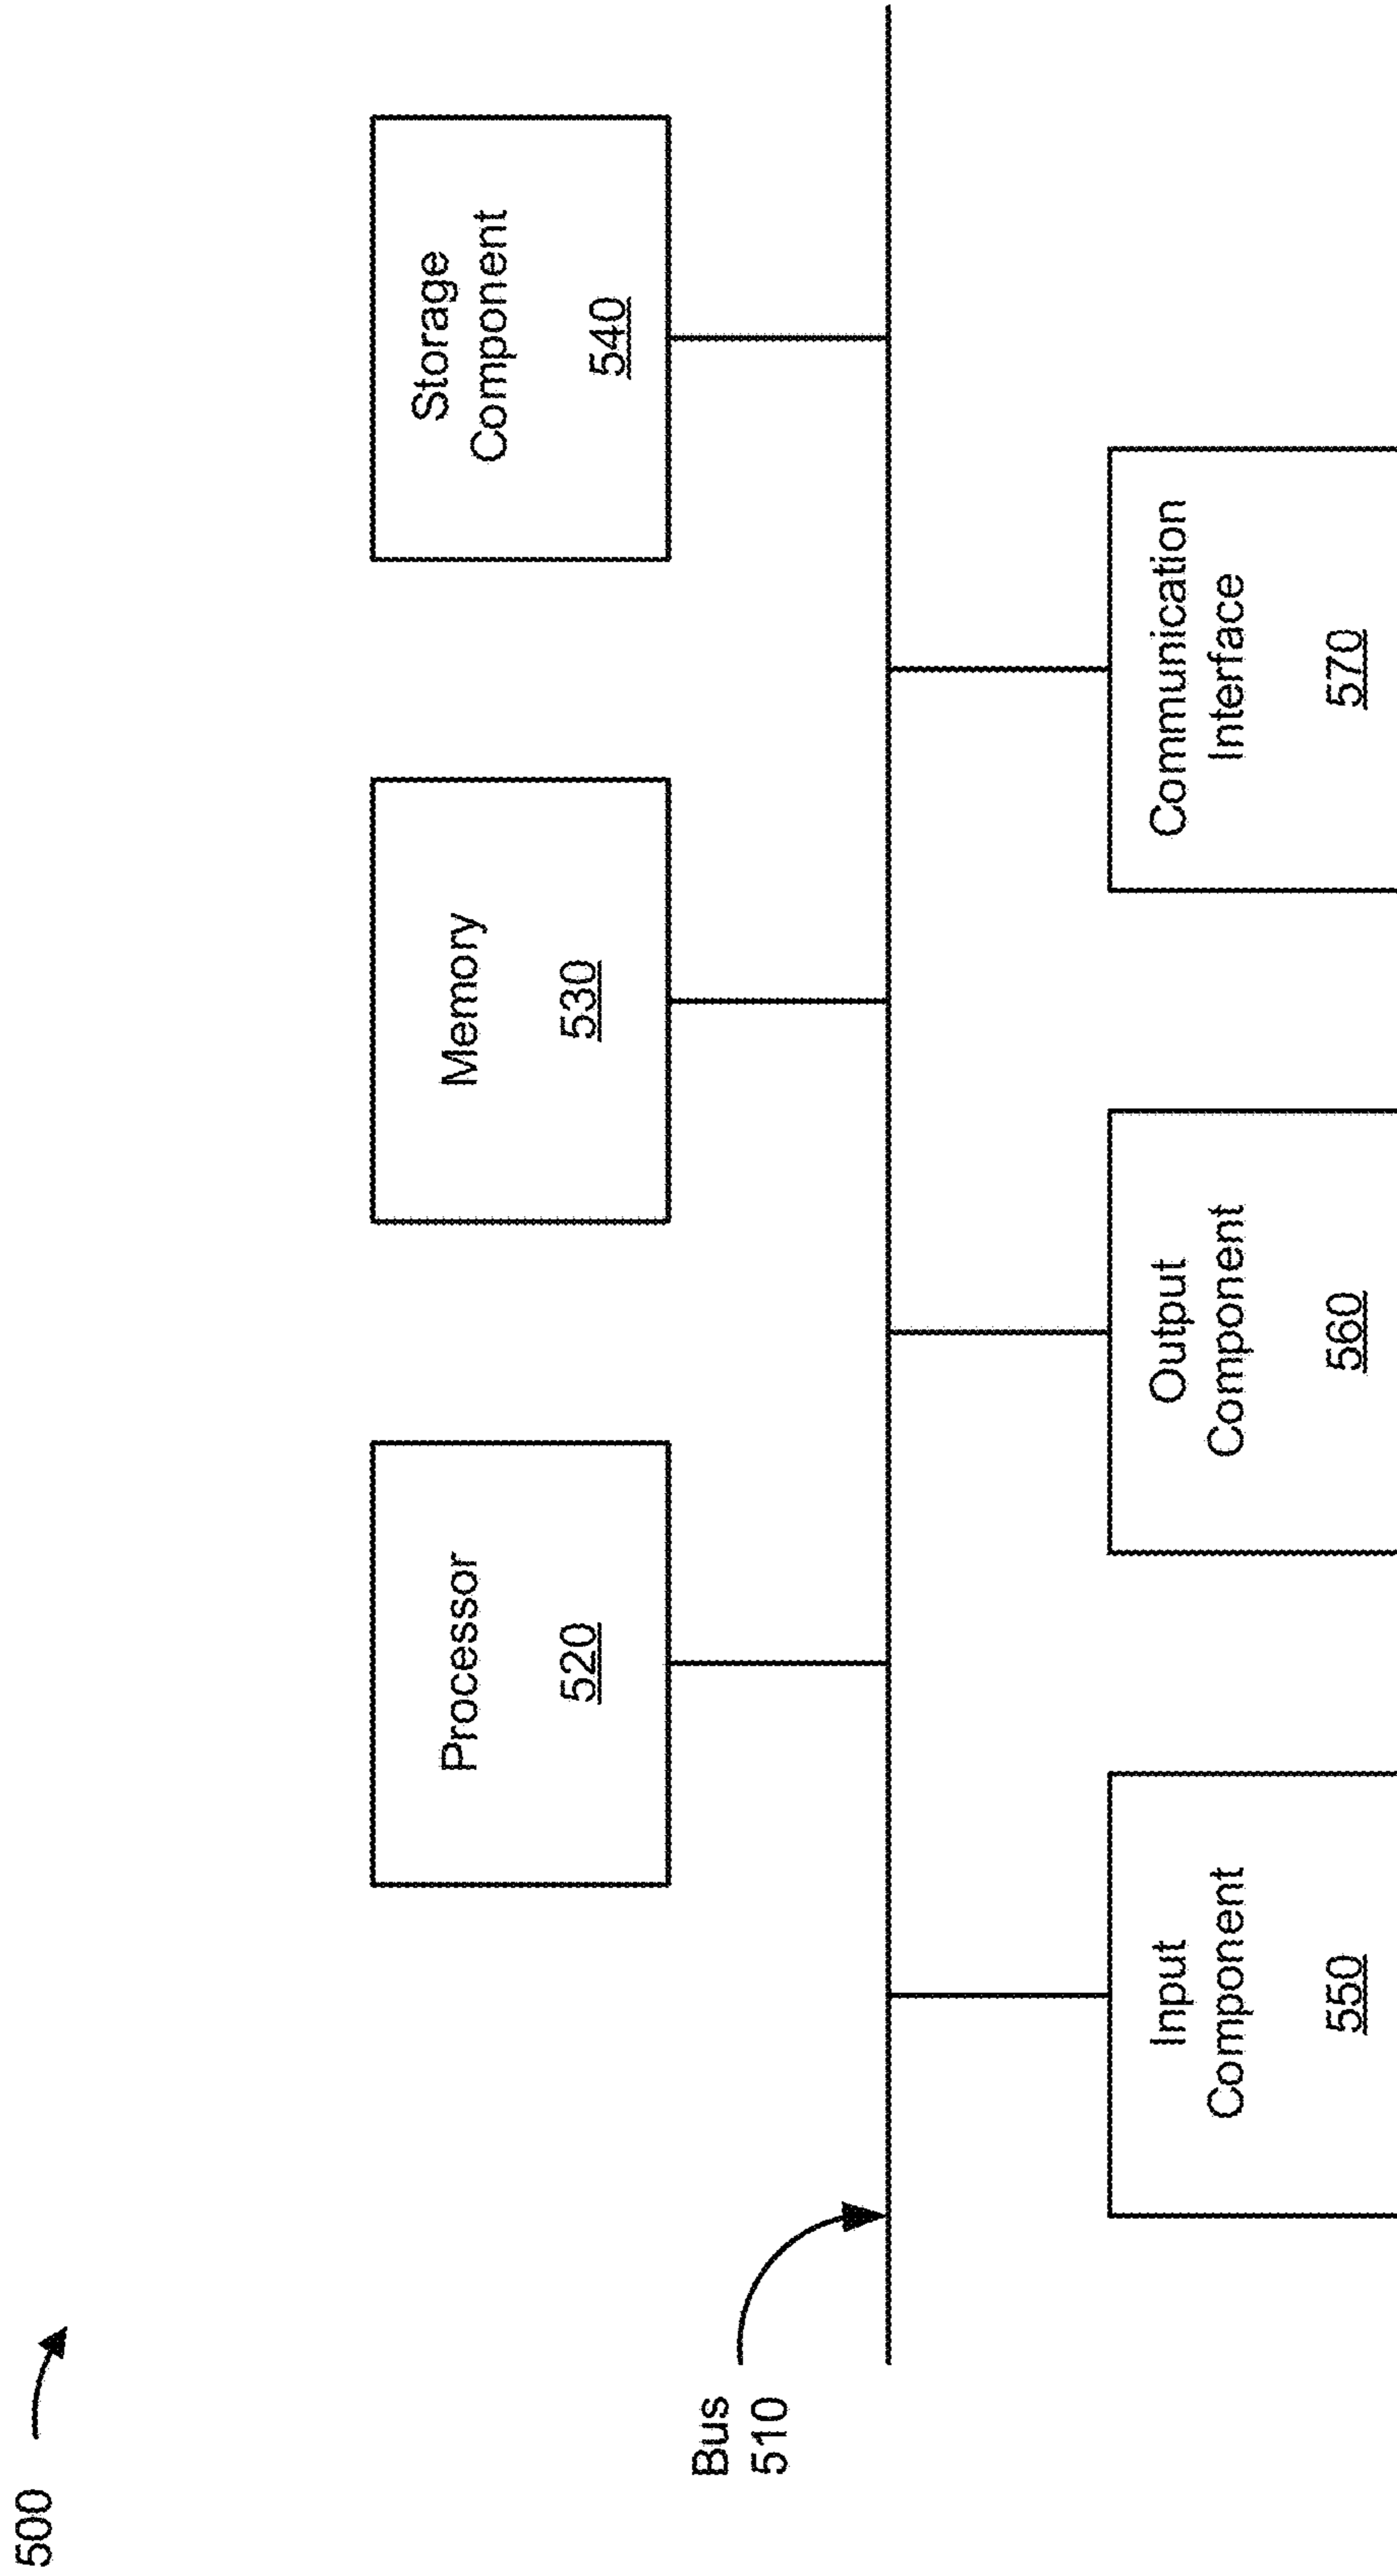 500
Processor
520
Memory
530
Storage
Component
540
Bus
510
Input
Component
550
Output
Component
560
Communication
Interface
570